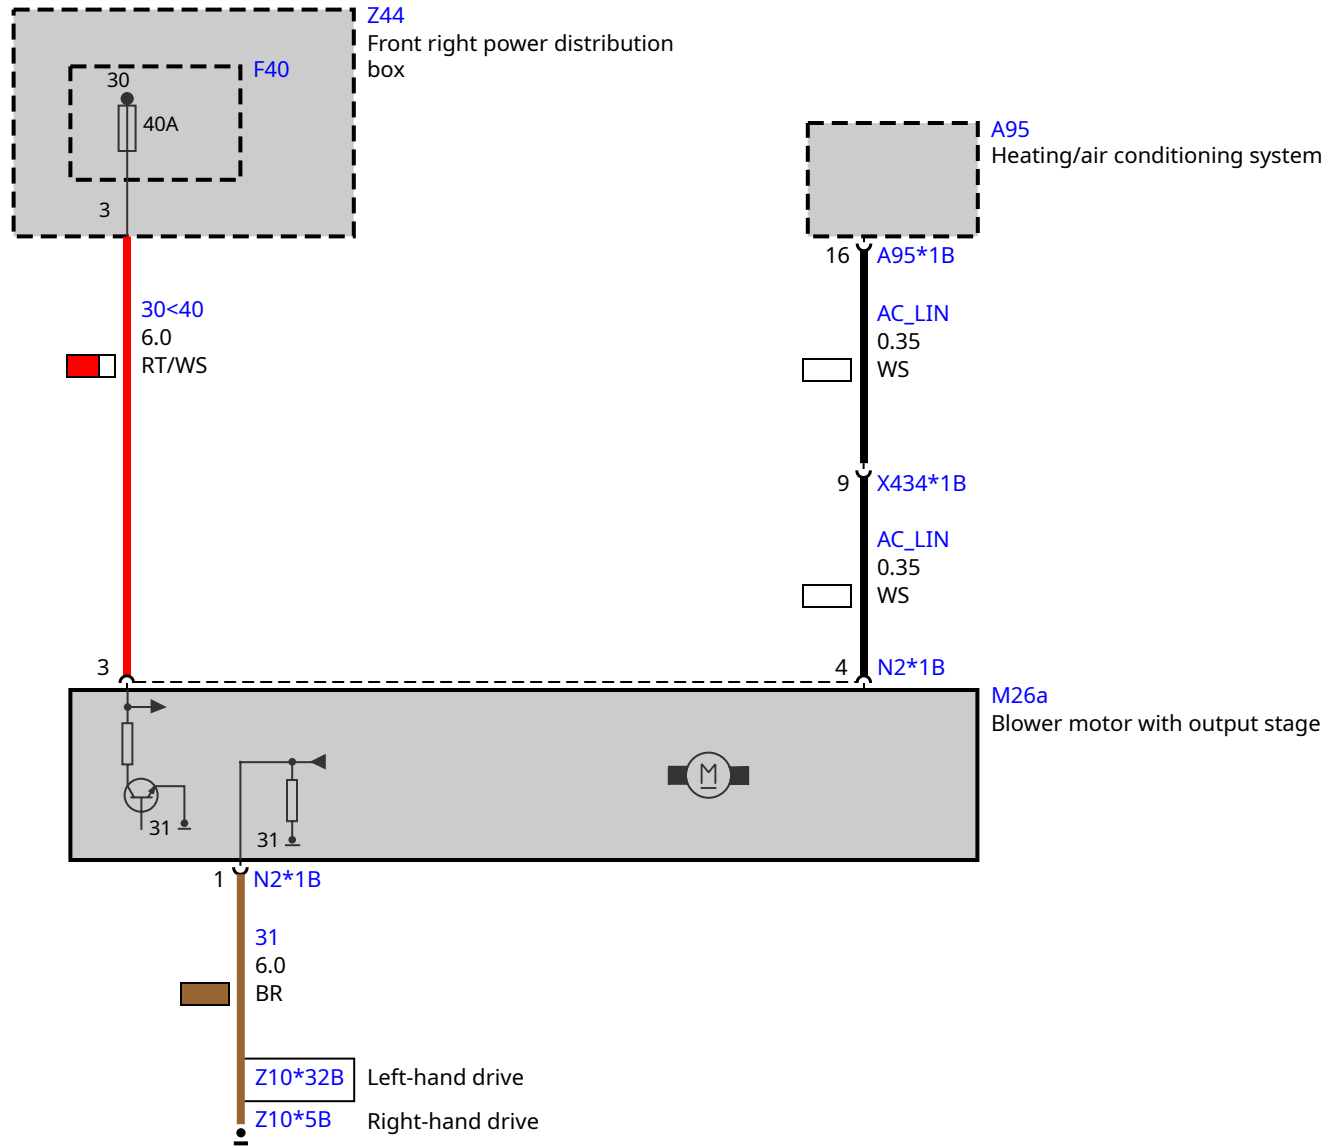 Z44
Front right power distribution
box
F40
30
40A
3
A95
Heating/air conditioning system
16 A95*1B
30<40
6.0
RT/WS
AC_LIN
0.35
WS
9 X434*1B
AC_LIN
0.35
WS
3
4 N2*1B
M26a
Blower motor with output stage
M
31
31
1 N2*1B
31
6.0
BR
Z10*32B Left-hand drive
Z10*5B Right-hand drive